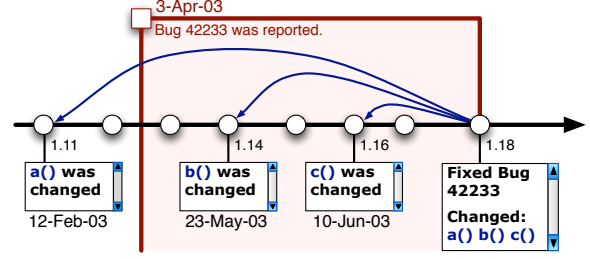 3-Apr-03
Bug 42233 was reported.
1.11
1.14
1.16
1.18
a() was
changed
b() was
changed
c() was
changed
Fixed Bug
42233
Changed:
a() b() c()
12-Feb-03
23-May-03
10-Jun-03